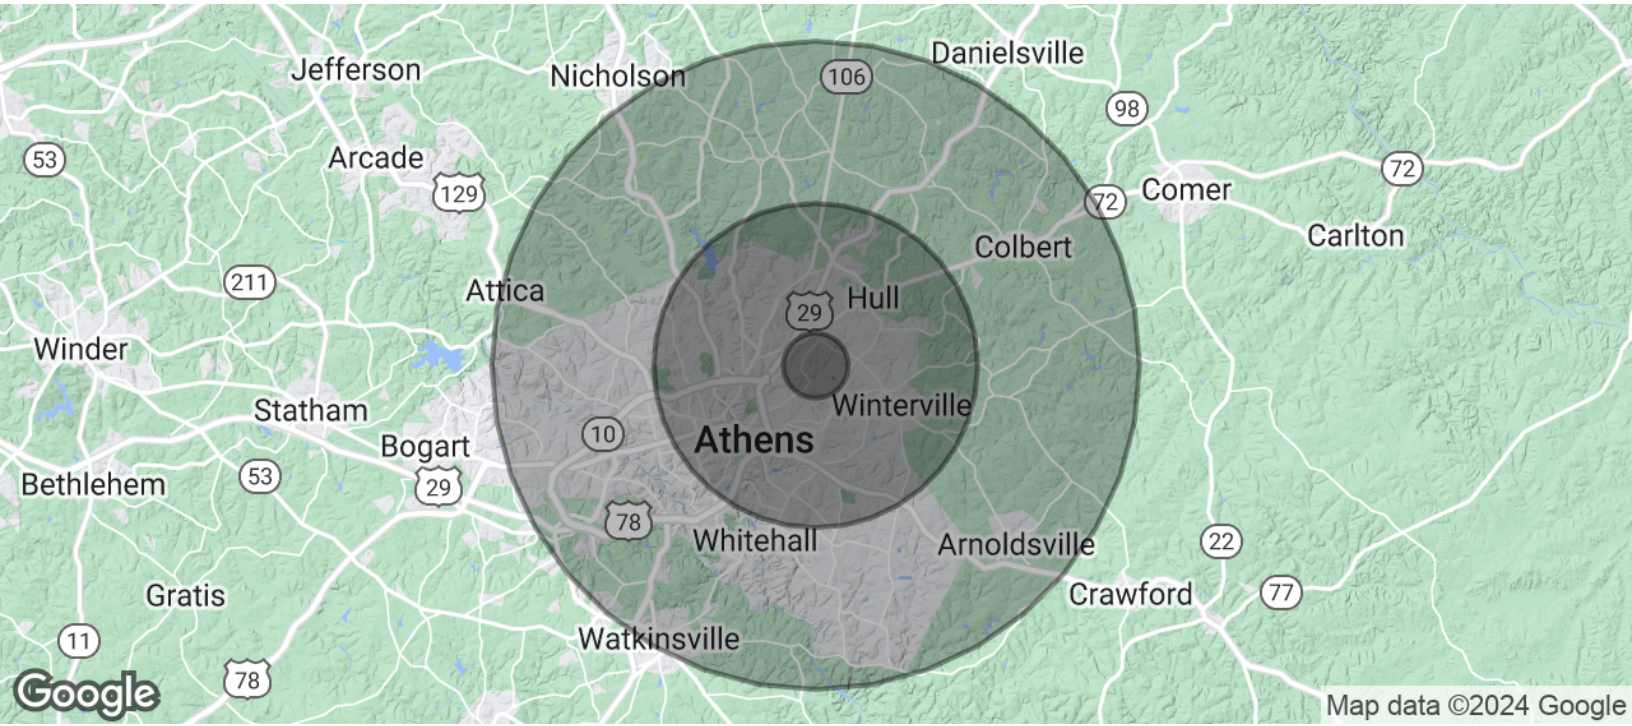 Danielsville
Jefferson
Nicholson
106
98
Arcade
53
72
129
Comer
72
Carlton
Colbert
211
Attica
Hull
29
Winder
Winterville
Statham
10
Athens
Bogart
53
Bethlehem
29
78
Whitehall
Arnoldsville
22
Gratis
Crawford
77
11
Watkinsville
78
Google
Map data ©2024 Google